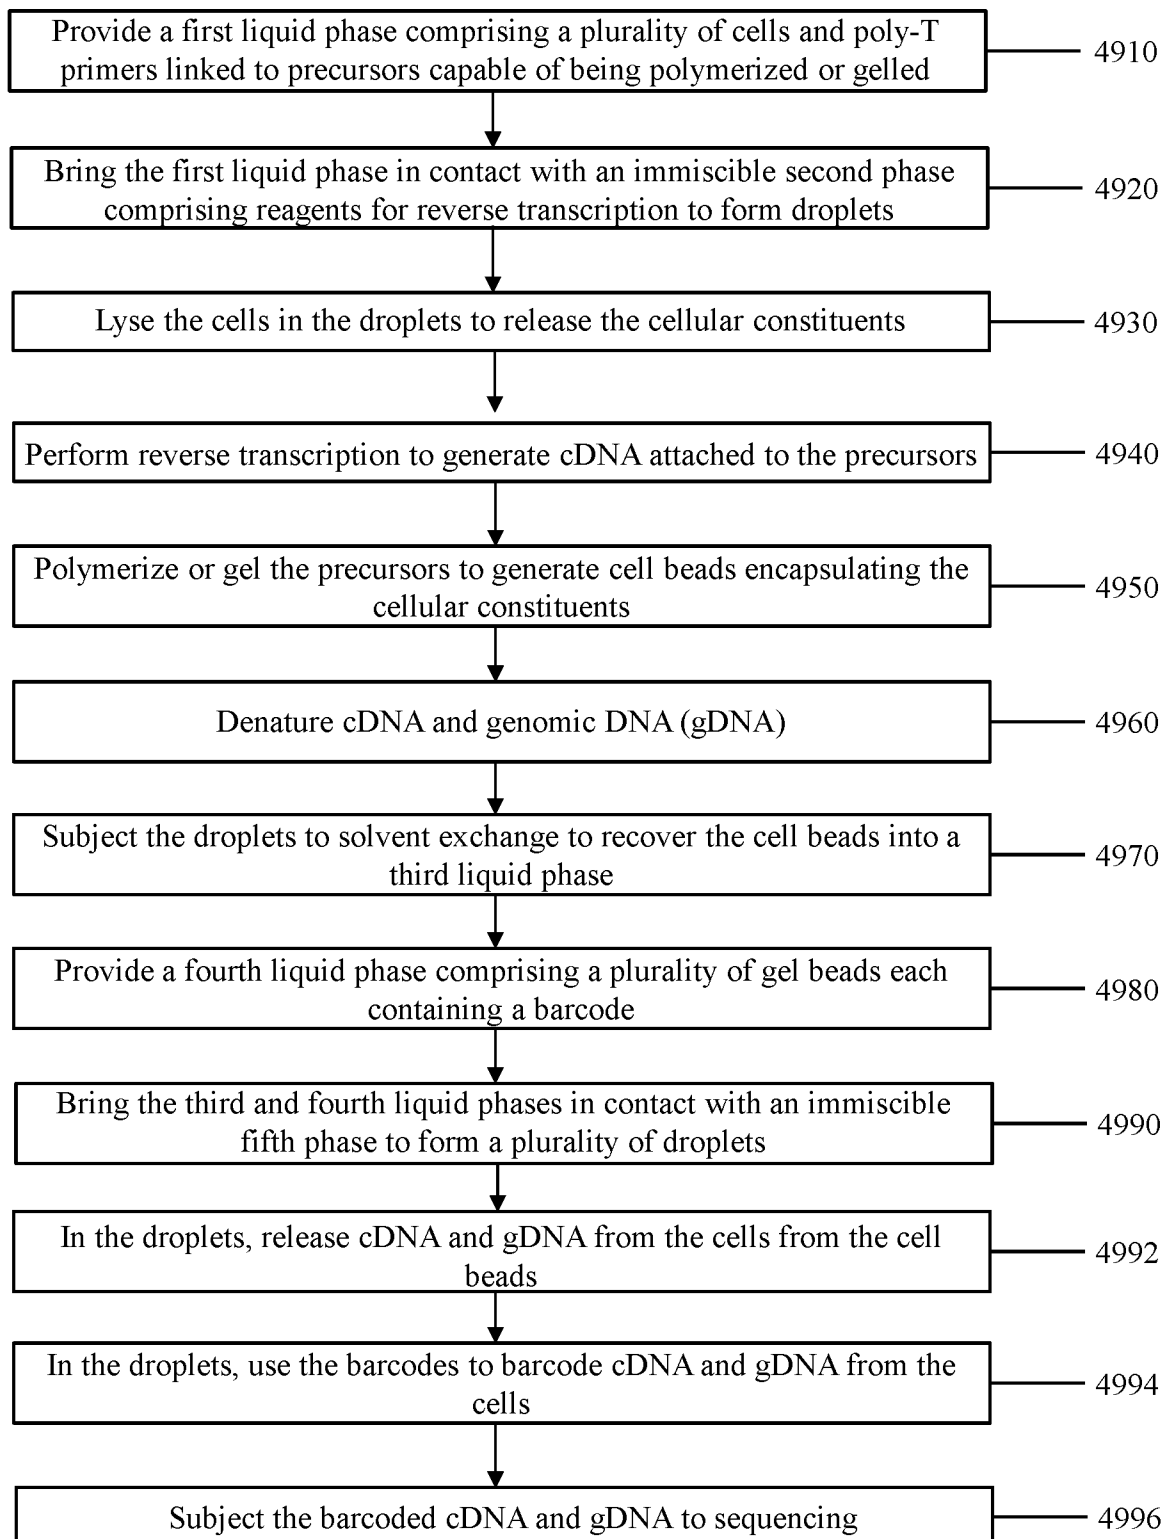 Provide a first liquid phase comprising a plurality of cells and poly-T
primers linked to precursors capable of being polymerized or gelled
4910
Bring the first liquid phase in contact with an immiscible second phase
comprising reagents for reverse transcription to form droplets
4920
Lyse the cells in the droplets to release the cellular constituents
4930
Perform reverse transcription to generate cDNA attached to the precursors
4940
Polymerize or gel the precursors to generate cell beads encapsulating the
cellular constituents
4950
Denature cDNA and genomic DNA (gDNA)
4960
Subject the droplets to solvent exchange to recover the cell beads into a
third liquid phase
4970
Provide a fourth liquid phase comprising a plurality of gel beads each
containing a barcode
4980
Bring the third and fourth liquid phases in contact with an immiscible
fifth phase to form a plurality of droplets
4990
In the droplets, release cDNA and gDNA from the cells from the cell
beads
4992
In the droplets, use the barcodes to barcode cDNA and gDNA from the
cells
4994
Subject the barcoded cDNA and gDNA to sequencing
4996